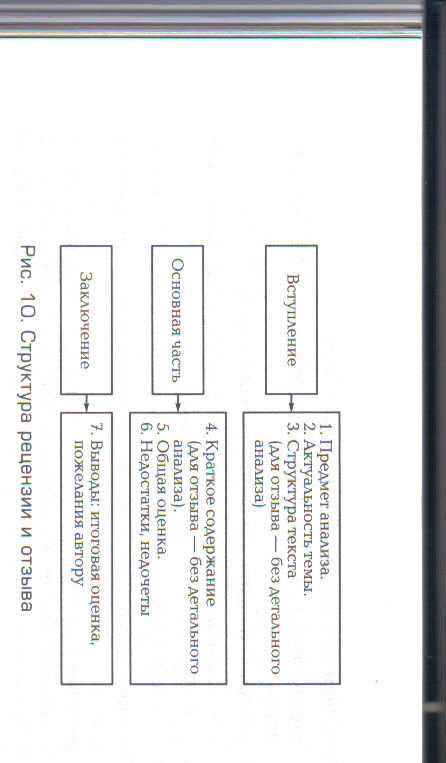 Вступление
1. Предмет анализа.
2. Актуальность темы.
3. Структура текста
(для отзыва — без детального
анализа)
Основная часть
4. Краткое содержание
(для отзыва — без детального
анализа).
5. Общая оценка.
6. Недостатки, недочеты
Заключение
7. Выводы: итоговая оценка,
пожелания автору
Рис. 10. Структура рецензии и отзыва